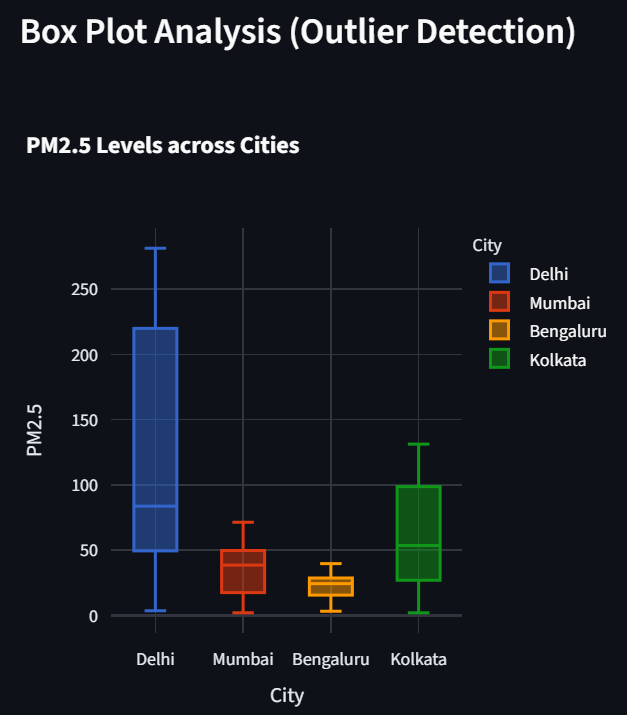 Box Plot Analysis (Outlier Detection)
PM2.5 Levels across Cities
City
Delhi
Mumbai
Bengaluru
Kolkata
PM2.5
250
200
150
100
50
0
Delhi Mumbai Bengaluru Kolkata
City